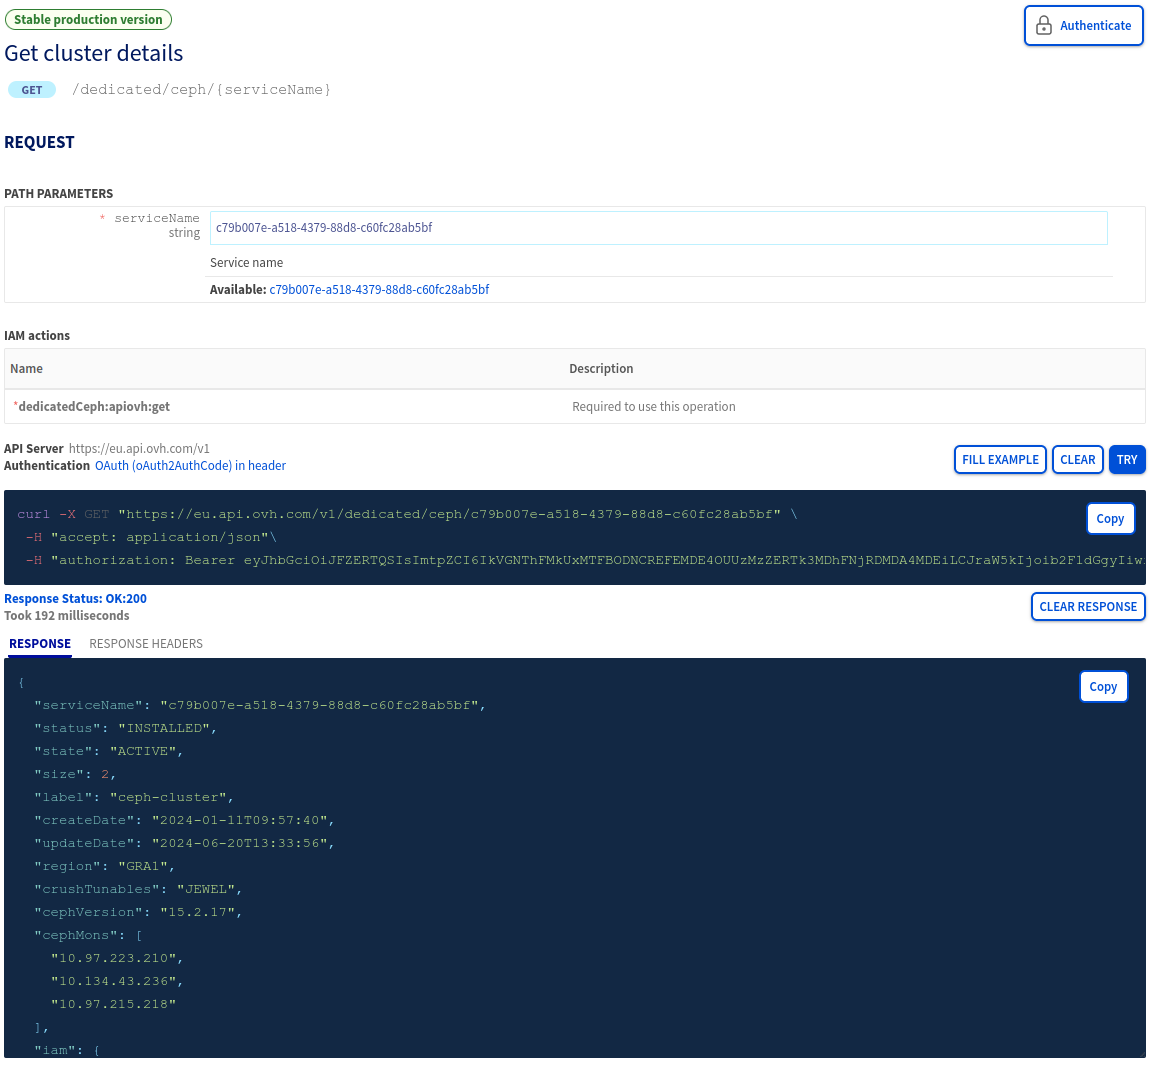 Stable production version
Authenticate
Get cluster details
GET /dedicated/ceph/{serviceName}
REQUEST
PATH PARAMETERS
* serviceName
string
c79b007e-a518-4379-88d8-c60fc28ab5bf
Service name
Available: c79b007e-a518-4379-88d8-c60fc28ab5bf
IAM actions
Name Description
*dedicatedCeph:apiovh:get Required to use this operation
API Server https://eu.api.ovh.com/v1
Authentication OAuth (oAuth2AuthCode) in header
FILL EXAMPLE CLEAR TRY
curl -X GET "https://eu.api.ovh.com/v1/dedicated/ceph/c79b007e-a518-4379-88d8-c60fc28ab5bf" \
Copy
-H "accept: application/json"\
-H "authorization: Bearer eyJhbGciOiJFZERTQSIsImtpZCI6IkVGNThFMkUxMTFBODNCREFEMDE4OUUzMzZERTk3MDhFNjRDMDA4MDEiLCJraW5kIjoib2F1dGgyIiw
Response Status: OK:200
Took 192 milliseconds
CLEAR RESPONSE
RESPONSE RESPONSE HEADERS
Copy
{
"serviceName": "c79b007e-a518-4379-88d8-c60fc28ab5bf",
"status": "INSTALLED",
"state": "ACTIVE",
"size": 2,
"label": "ceph-cluster",
"createDate": "2024-01-11T09:57:40",
"updateDate": "2024-06-20T13:33:56",
"region": "GRA1",
"crushTunables": "JEWEL",
"cephVersion": "15.2.17",
"cephMons": [
"10.97.223.210",
"10.134.43.236",
"10.97.215.218"
],
"iam": {